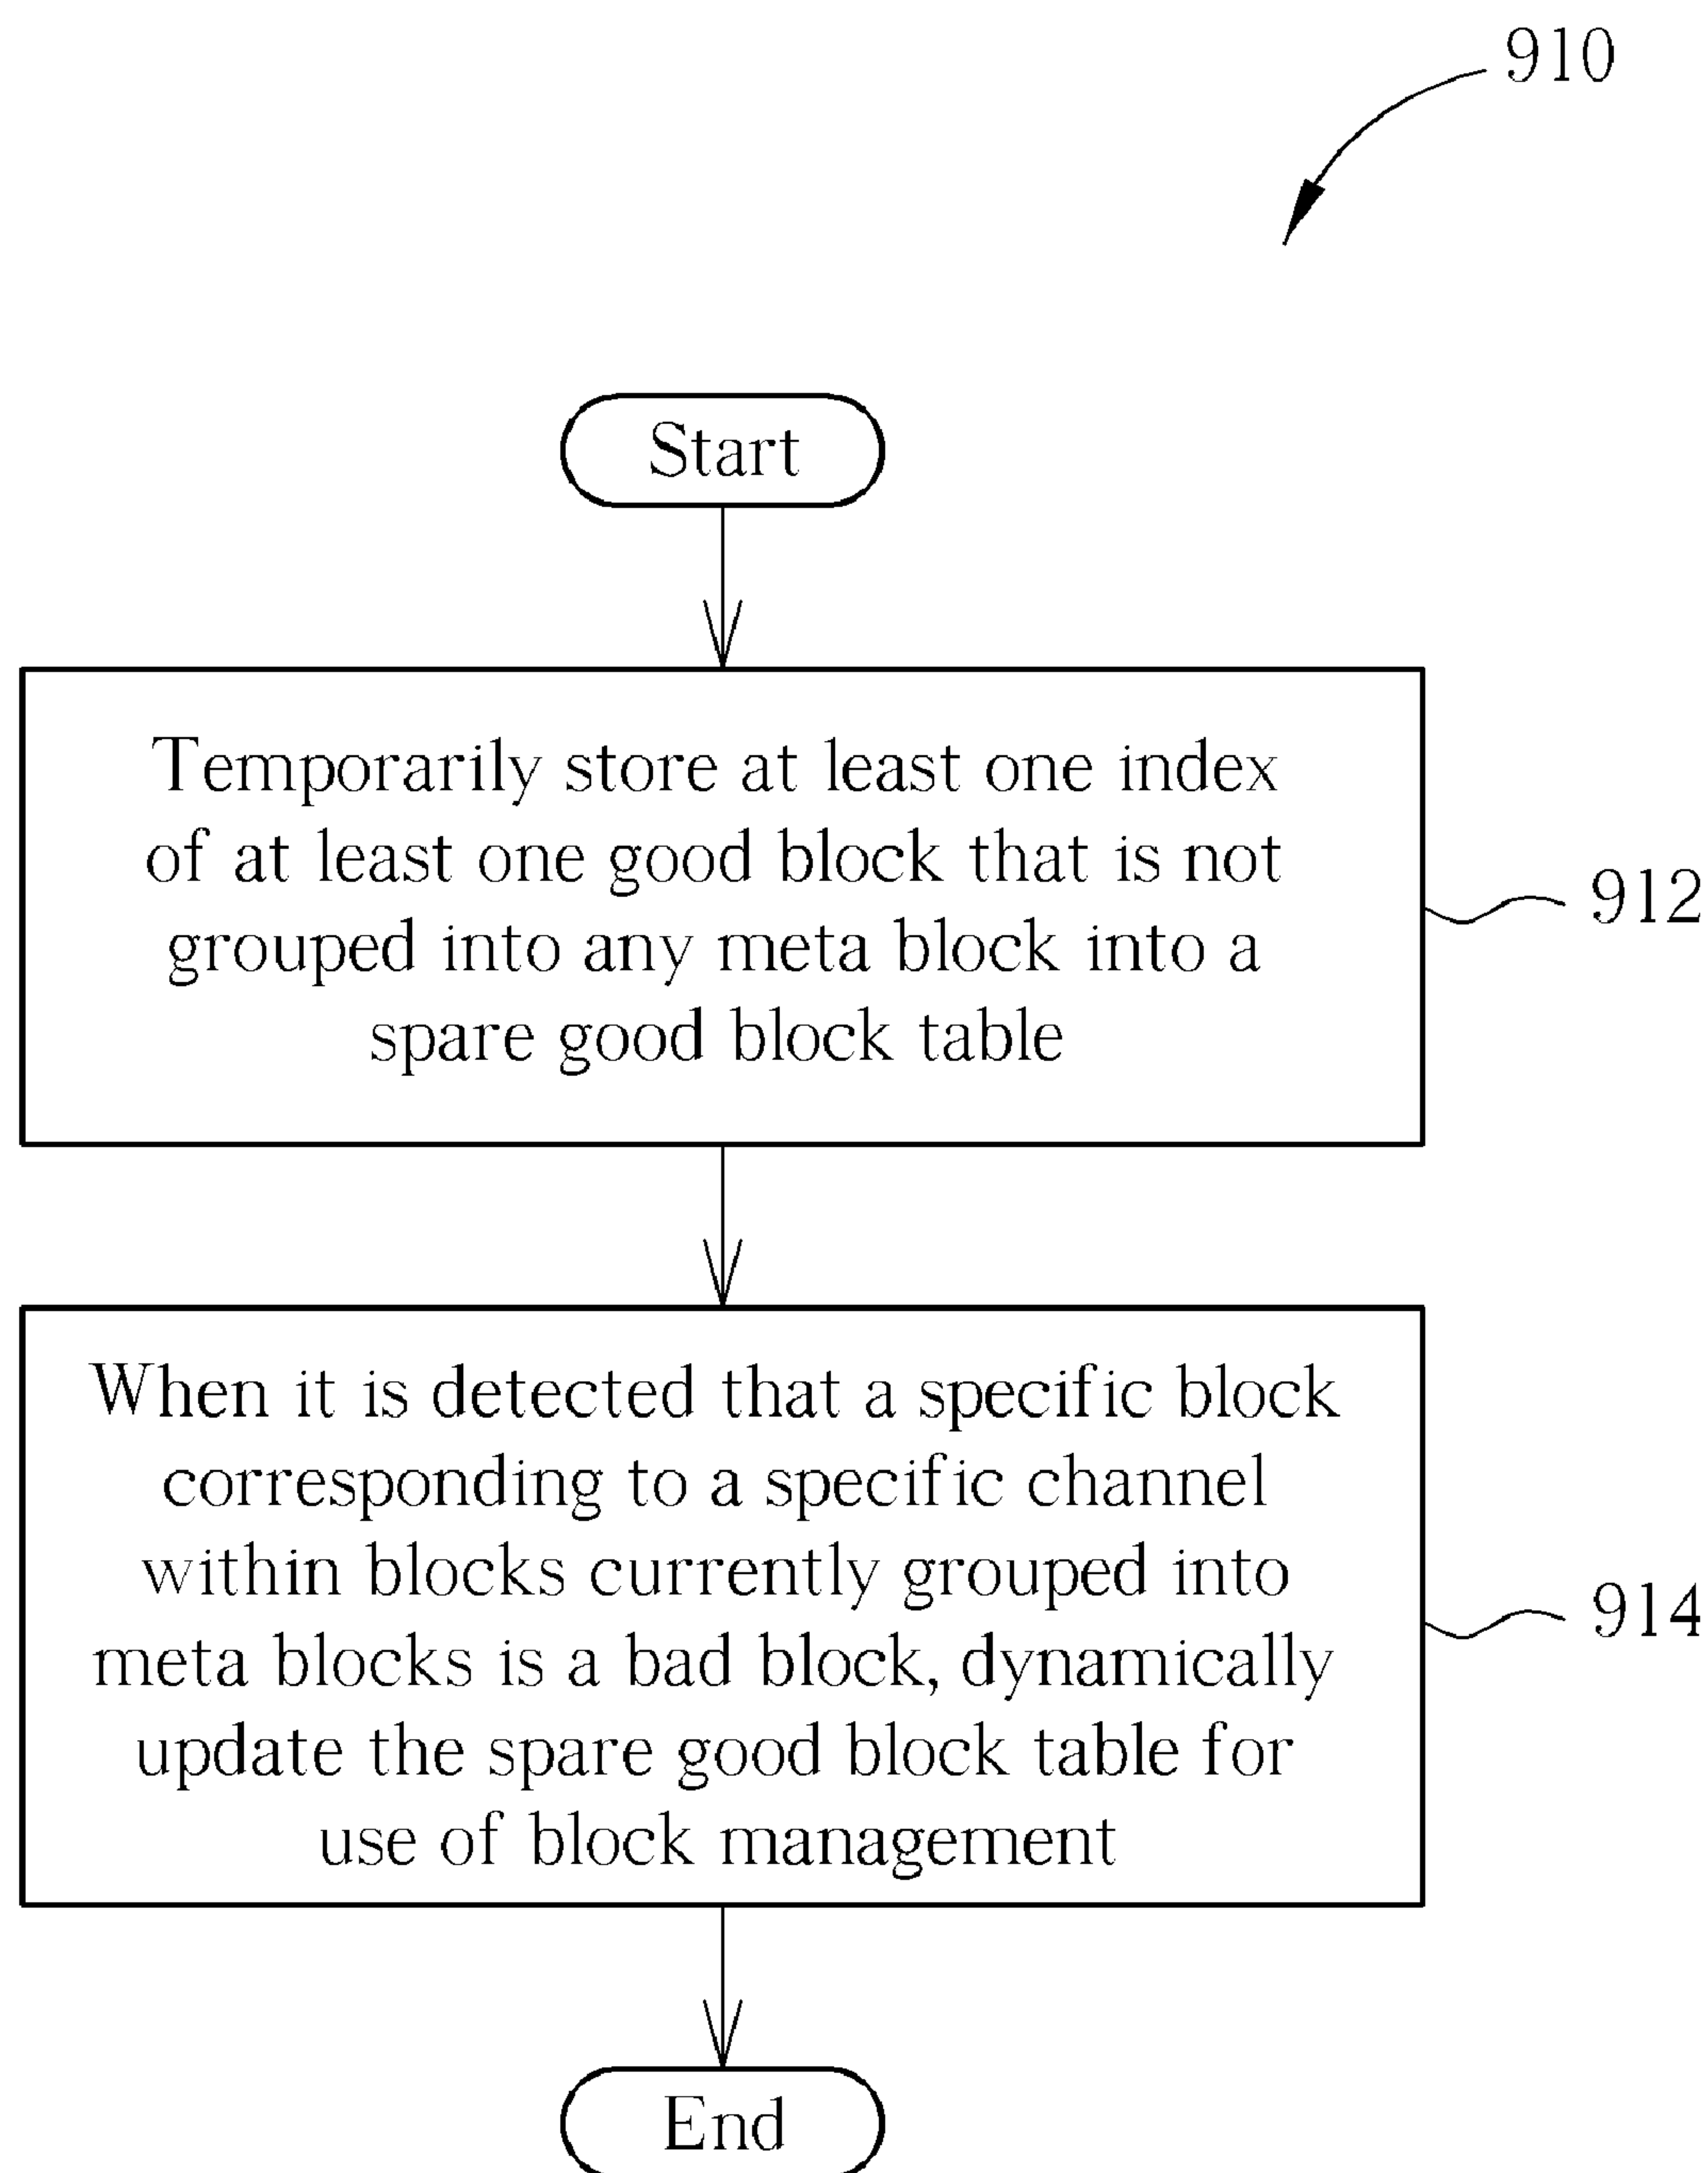 910
Start
Temporarily store at least one index
of at least one good block that is not
grouped into any meta block into a
spare good block table
912
When it is detected that a specific block
corresponding to a specific channel
within blocks currently grouped into
meta blocks is a bad block, dynamically
update the spare good block table for
use of block management
914
End